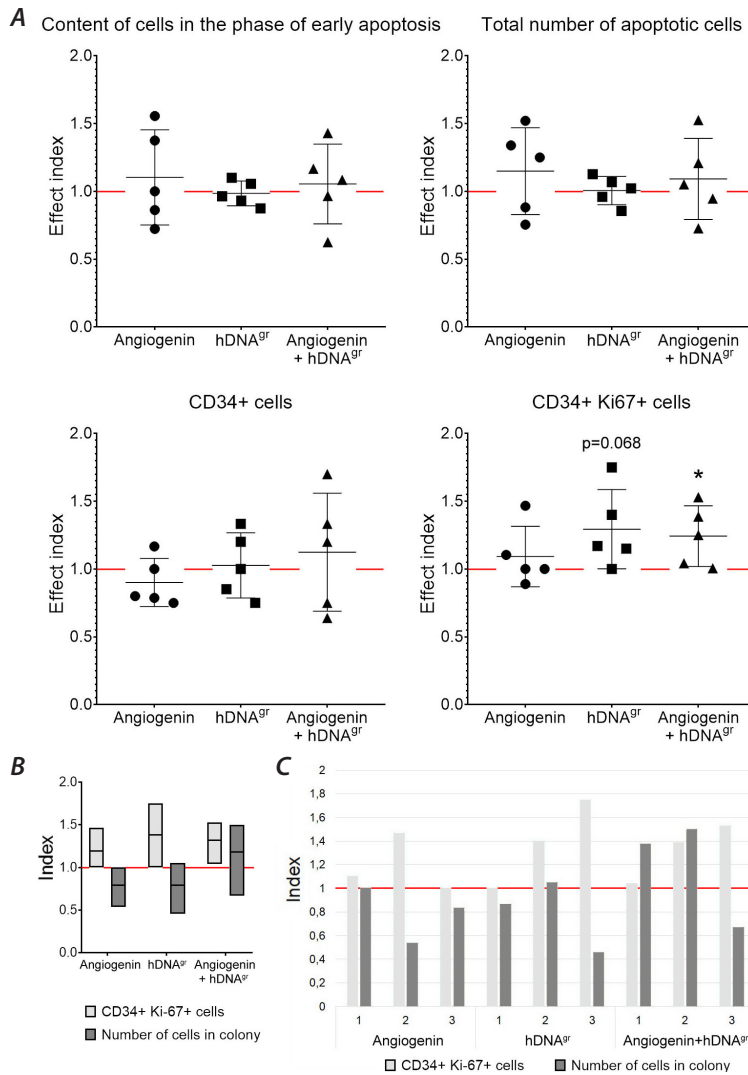 A
Content of cells in the phase of early apoptosis
Effect index
2.0
1.5
1.0
0.5
0.0
Angiogenin
hDNAᵍʳ
Angiogenin
+ hDNAᵍʳ
Total number of apoptotic cells
Effect index
2.0
1.5
1.0
0.5
0.0
Angiogenin
hDNAᵍʳ
Angiogenin
+ hDNAᵍʳ
CD34+ cells
Effect index
2.0
1.5
1.0
0.5
0.0
Angiogenin
hDNAᵍʳ
Angiogenin
+ hDNAᵍʳ
CD34+ Ki67+ cells
p=0.068
*
Effect index
2.0
1.5
1.0
0.5
0.0
Angiogenin
hDNAᵍʳ
Angiogenin
+ hDNAᵍʳ
B
Index
2.0
1.5
1.0
0.5
0.0
Angiogenin
hDNAᵍʳ
Angiogenin
+ hDNAᵍʳ
CD34+ Ki-67+ cells
Number of cells in colony
C
Index
2
1,8
1,6
1,4
1,2
1
0,8
0,6
0,4
0,2
0
1 2 3 1 2 3 1 2 3
Angiogenin hDNAᵍʳ Angiogenin+hDNAᵍʳ
CD34+ Ki-67+ cells Number of cells in colony